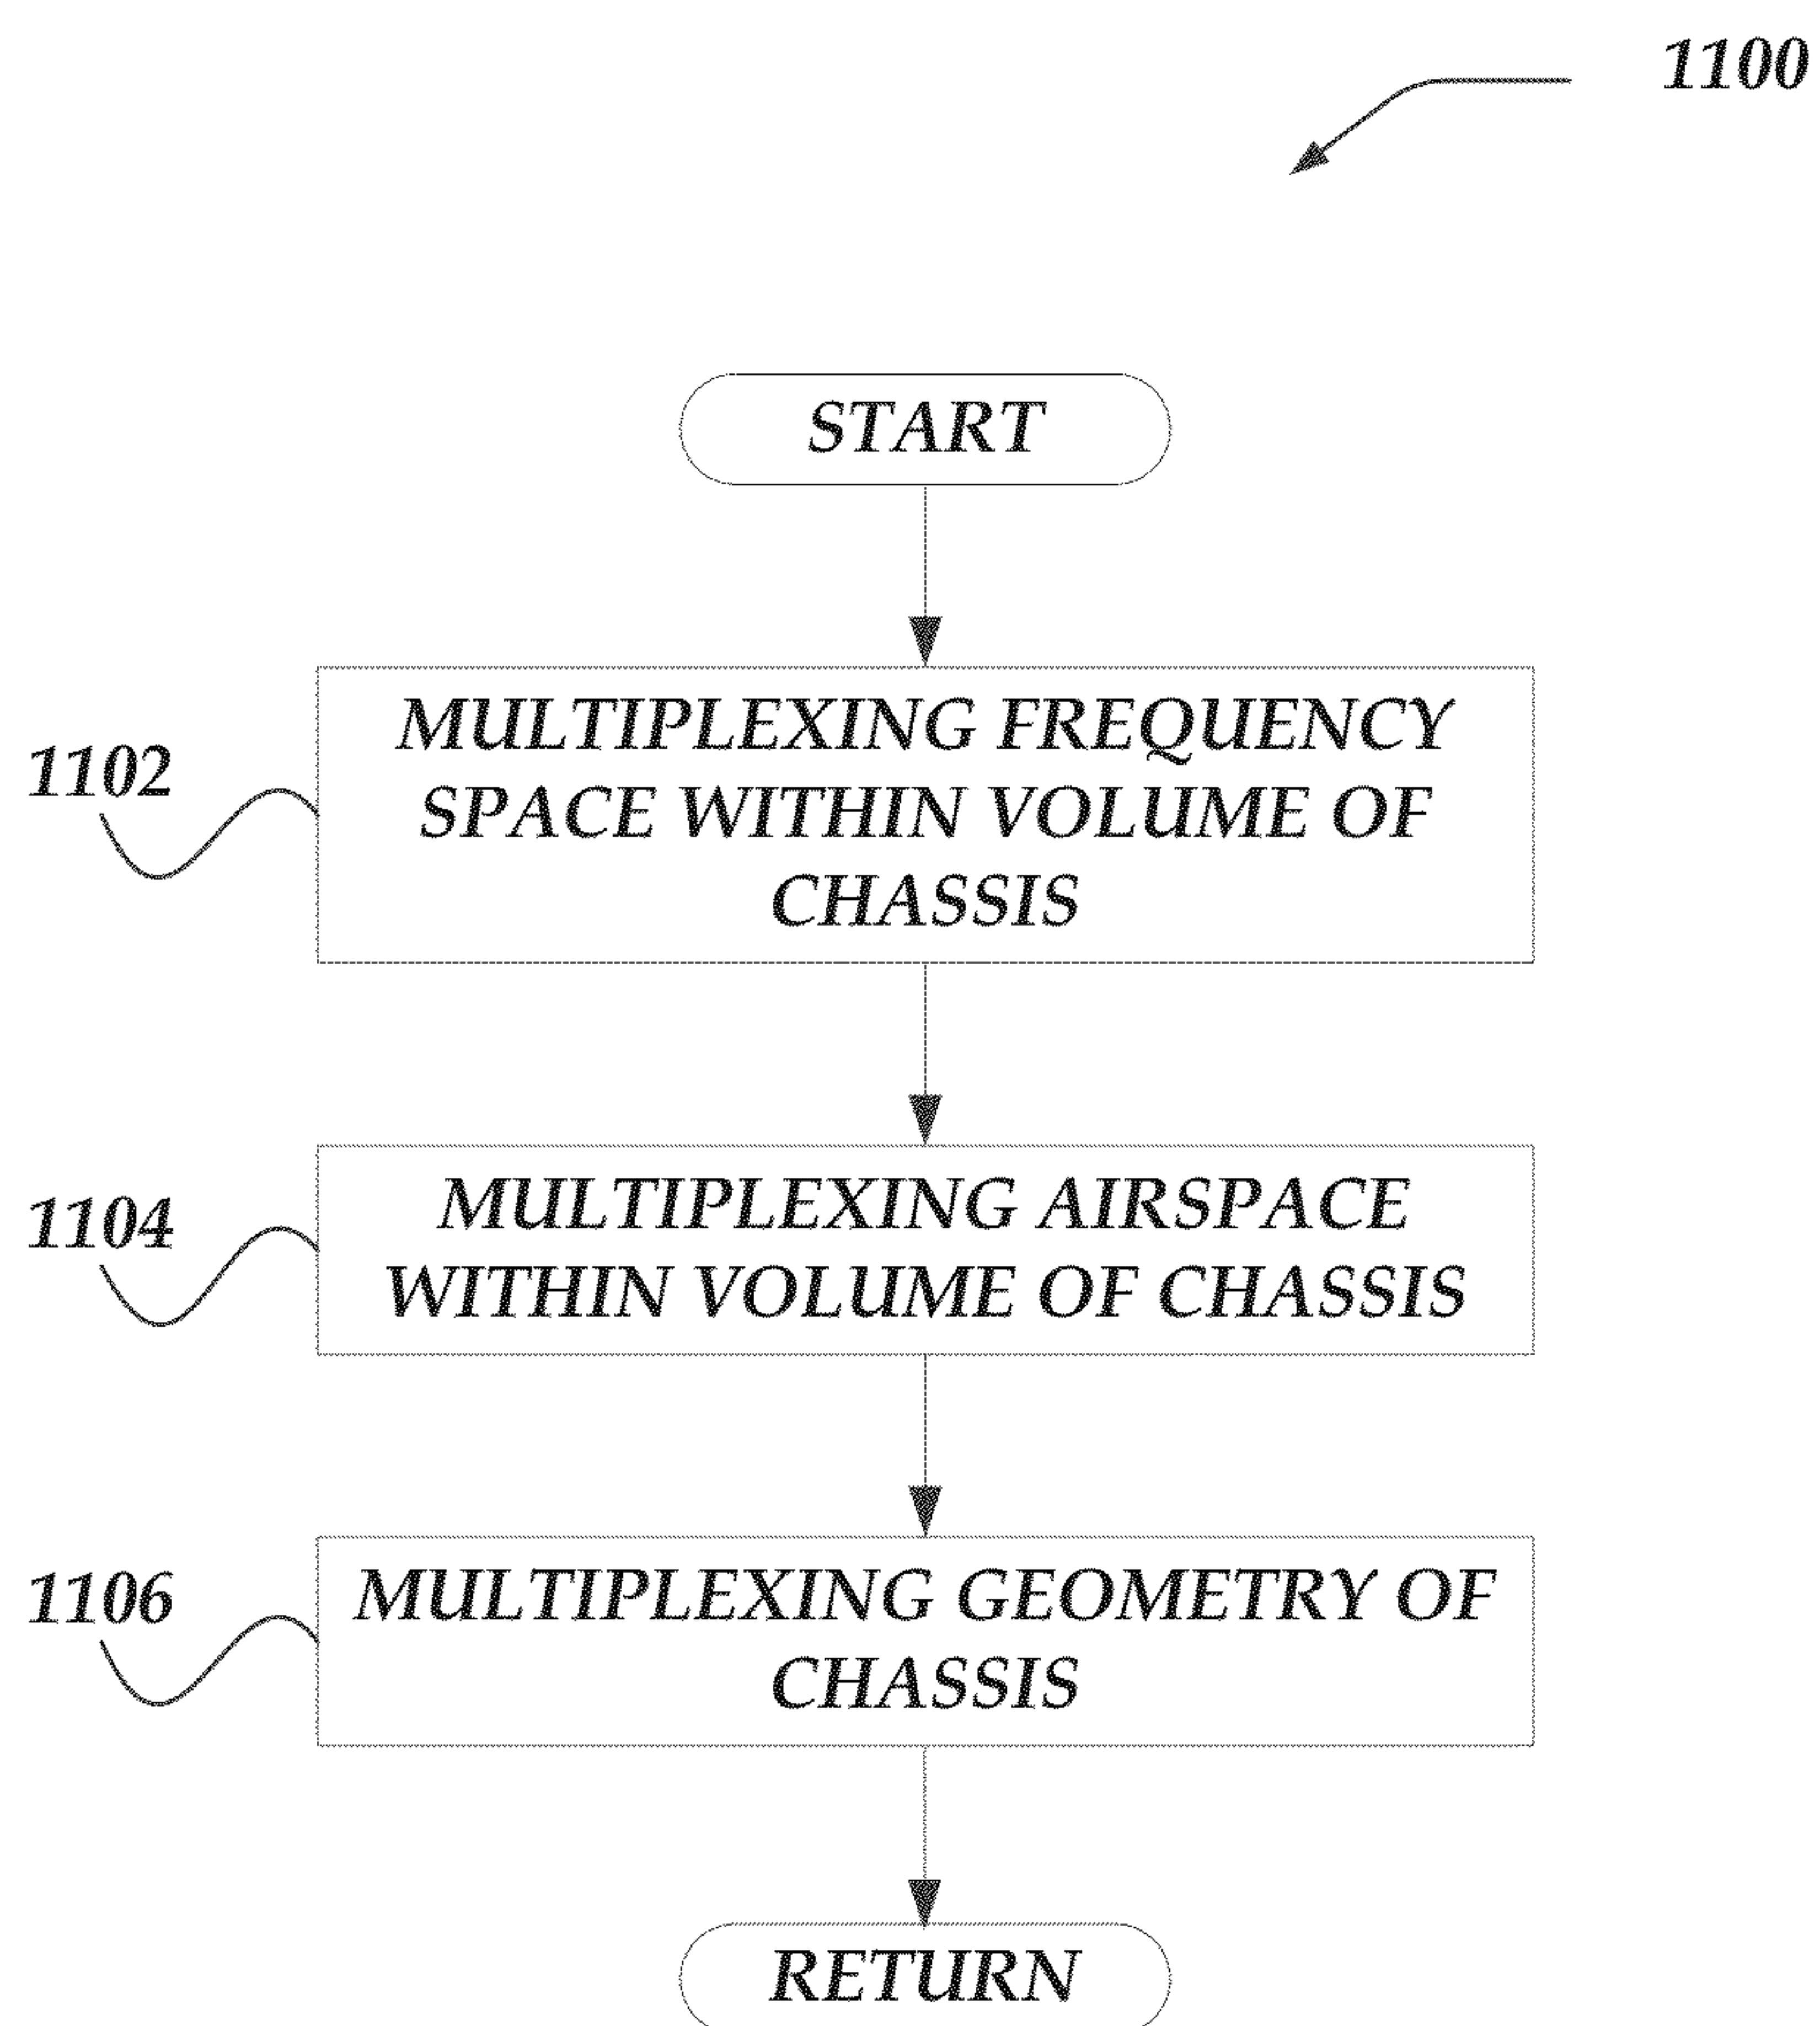 1100
START
1102
MULTIPLEXING FREQUENCY
SPACE WITHIN VOLUME OF
CHASSIS
1104
MULTIPLEXING AIRSPACE
WITHIN VOLUME OF CHASSIS
1106
MULTIPLEXING GEOMETRY OF
CHASSIS
RETURN